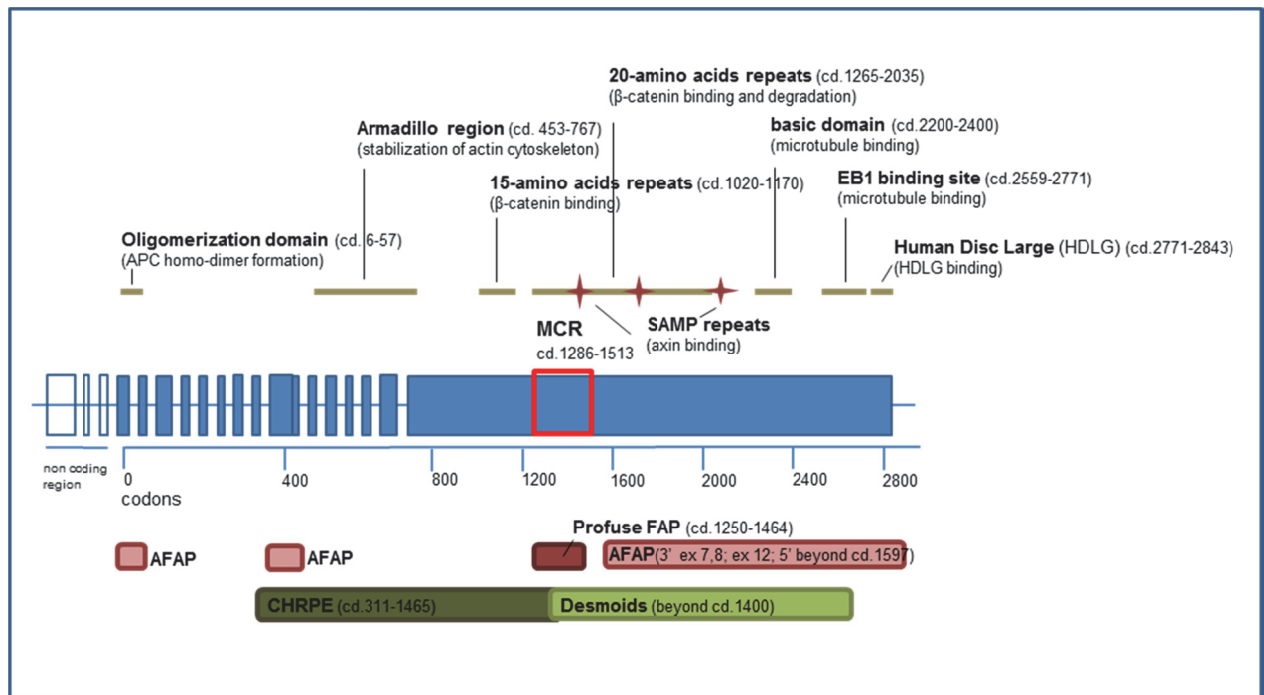 20-amino acids repeats (cd.1265-2035)
(β-catenin binding and degradation)
Armadillo region (cd. 453-767)
(stabilization of actin cytoskeleton)
basic domain (cd.2200-2400)
(microtubule binding)
15-amino acids repeats (cd.1020-1170)
(β-catenin binding)
EB1 binding site (cd.2559-2771)
(microtubule binding)
Oligomerization domain (cd. 6-57)
(APC homo-dimer formation)
Human Disc Large (HDLG) (cd.2771-2843)
(HDLG binding)
MCR
cd.1286-1513
SAMP repeats
(axin binding)
non coding
region
0 400 800 1200 1600 2000 2400 2800
codons
Profuse FAP (cd.1250-1464)
AFAP
AFAP
AFAP(3' ex 7,8; ex 12; 5' beyond cd.1597)
CHRPE (cd.311-1465)
Desmoids (beyond cd.1400)